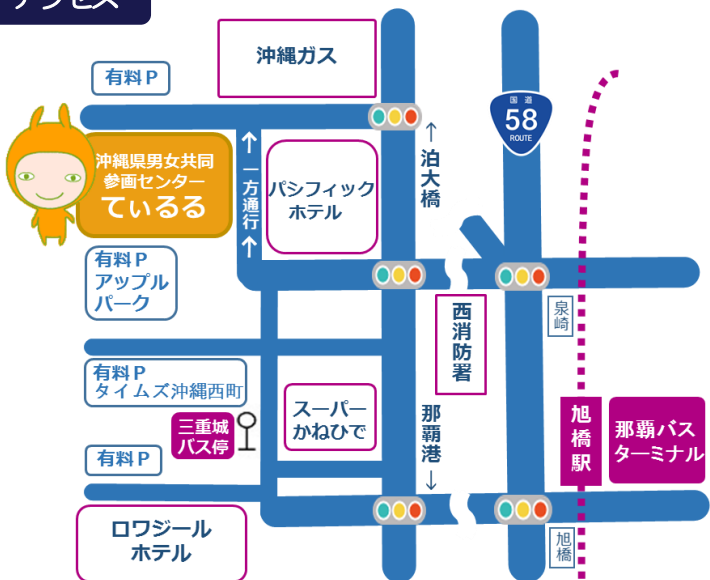 アクセス
沖縄ガス
有料P
国道
58
ROUTE
↑
泊大橋
沖縄県男女共同
参画センター
てぃるる
↑
一方通行
↑
パシフィック
ホテル
有料P
アップル
パーク
泉崎
西消防署
有料P
タイムズ沖縄西町
三重城
バス停
スーパー
かねひで
那覇港
↓
旭橋駅
那覇バス
ターミナル
有料P
ロワジール
ホテル
旭橋